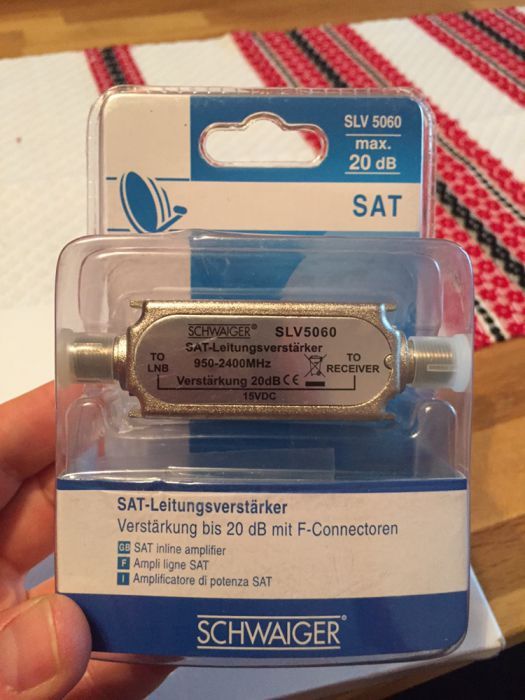 SLV 5060
max.
20 dB
SAT
SCHWAIGER® SLV5060
SAT-Leitungsverstärker
950-2400MHz
TO
LNB
TO
RECEIVER
Verstärkung 20dB CE
15VDC
SAT-Leitungsverstärker
Verstärkung bis 20 dB mit F-Connectoren
GB SAT inline amplifier
F Ampli ligne SAT
I Amplificatore di potenza SAT
SCHWAIGER®